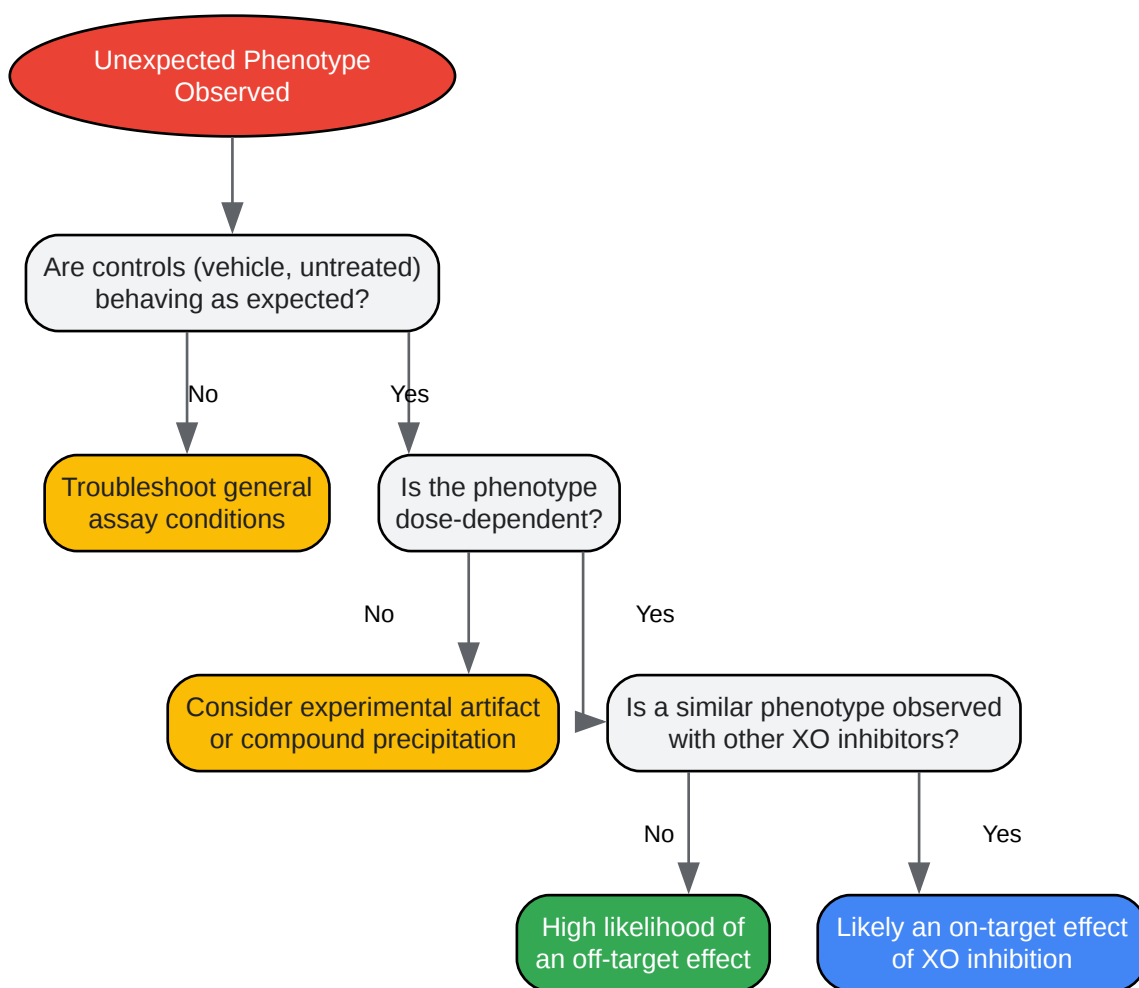 Unexpected Phenotype
Observed
Are controls (vehicle, untreated)
behaving as expected?
No
Yes
Troubleshoot general
assay conditions
Is the phenotype
dose-dependent?
No
Yes
Consider experimental artifact
or compound precipitation
Is a similar phenotype observed
with other XO inhibitors?
No
Yes
High likelihood of
an off-target effect
Likely an on-target effect
of XO inhibition